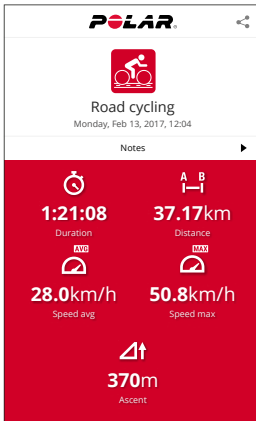 POLAR.
Road cycling
Monday, Feb 13, 2017, 12:04
Notes
A B
1:21:08 37.17km
Duration Distance
AVG MAX
28.0km/h 50.8km/h
Speed avg Speed max
370m
Ascent